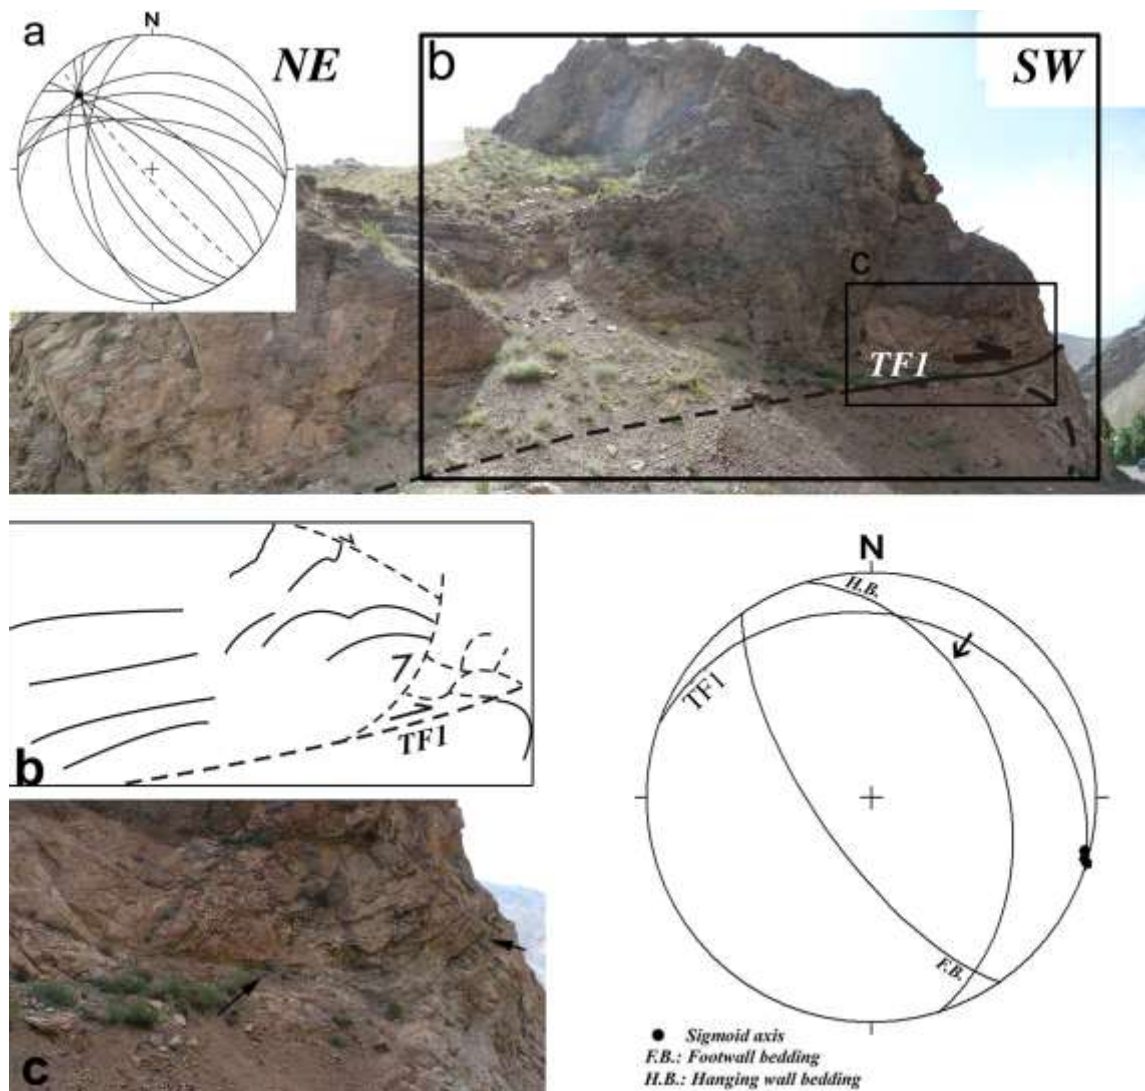 a
N
NE
b
SW
c
TF1
b
TF1
c
N
H.B.
TF1
F.B.
Sigmoid axis
F.B.: Footwall bedding
H.B.: Hanging wall bedding